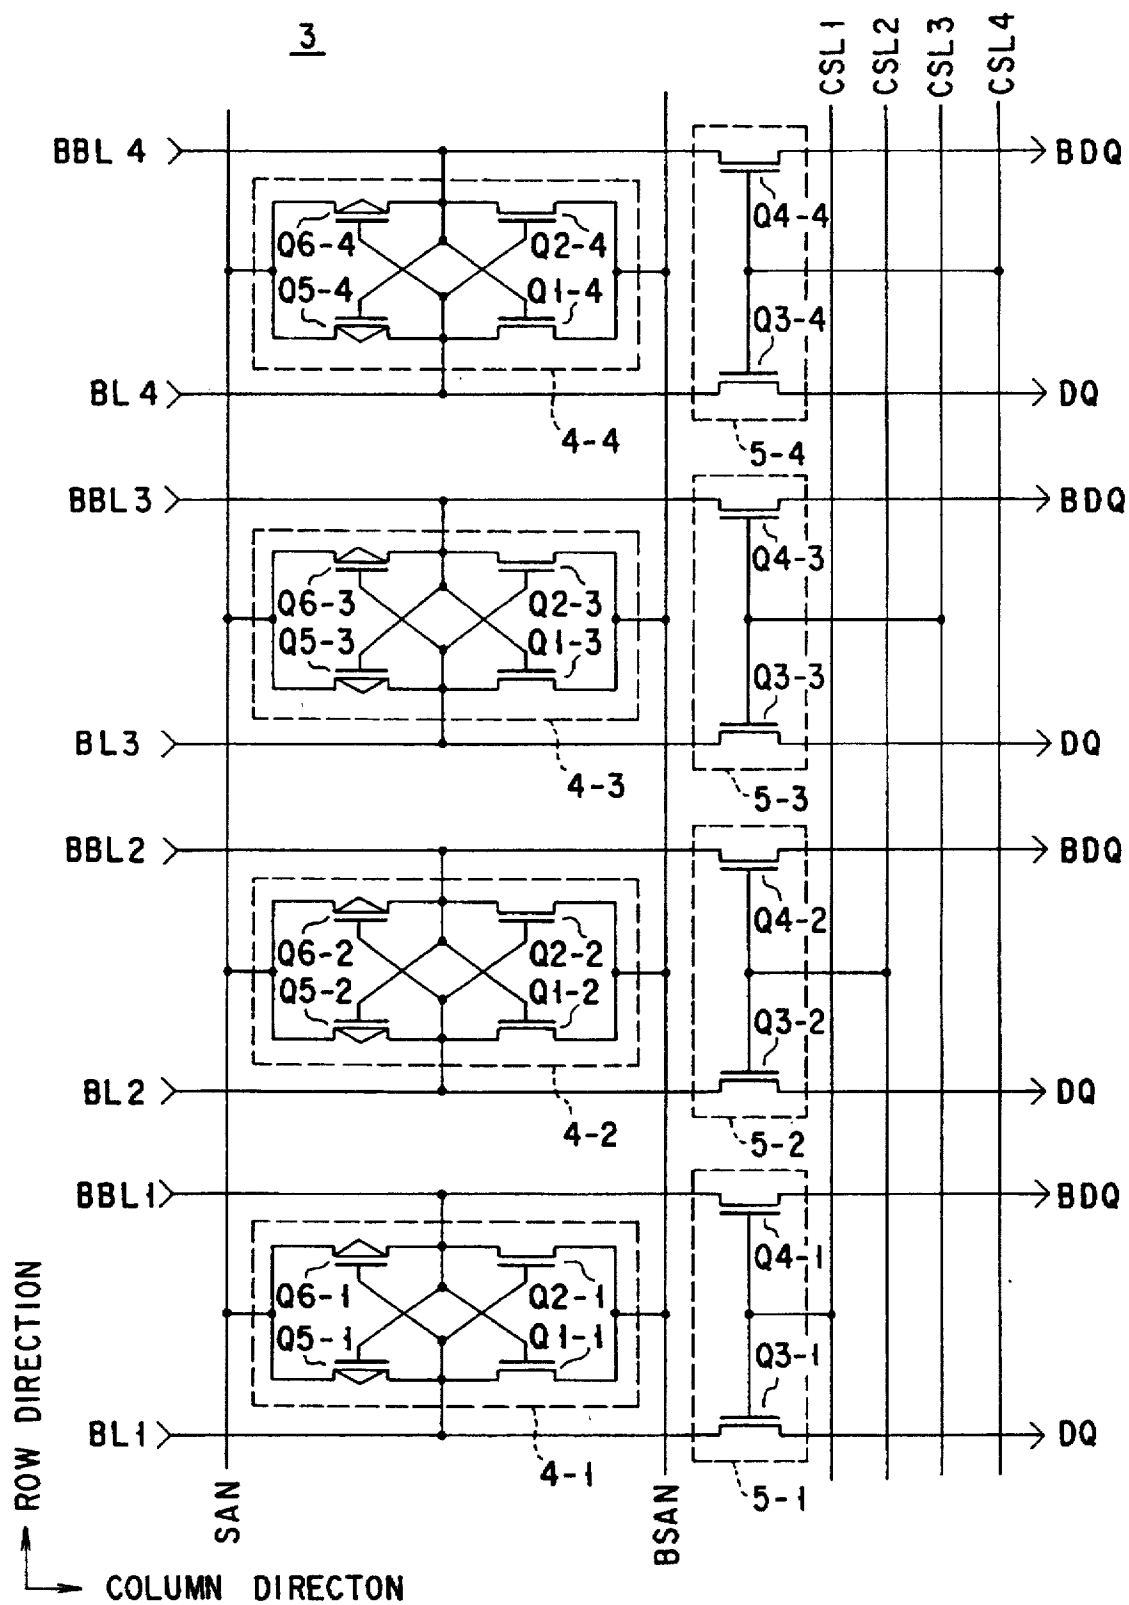 3
CSL1
CSL2
CSL3
CSL4
BBL4
BDQ
Q6-4
Q2-4
Q4-4
Q5-4
Q1-4
Q3-4
BL4
DQ
4-4
5-4
BBL3
BDQ
Q4-3
Q6-3
Q2-3
Q5-3
Q1-3
Q3-3
BL3
DQ
4-3
5-3
BBL2
BDQ
Q4-2
Q6-2
Q2-2
Q5-2
Q1-2
Q3-2
BL2
DQ
4-2
5-2
BBL1
BDQ
Q4-1
Q6-1
Q2-1
Q5-1
Q1-1
Q3-1
BL1
DQ
4-1
5-1
SAN
BSAN
ROW DIRECTION
COLUMN DIRECTON